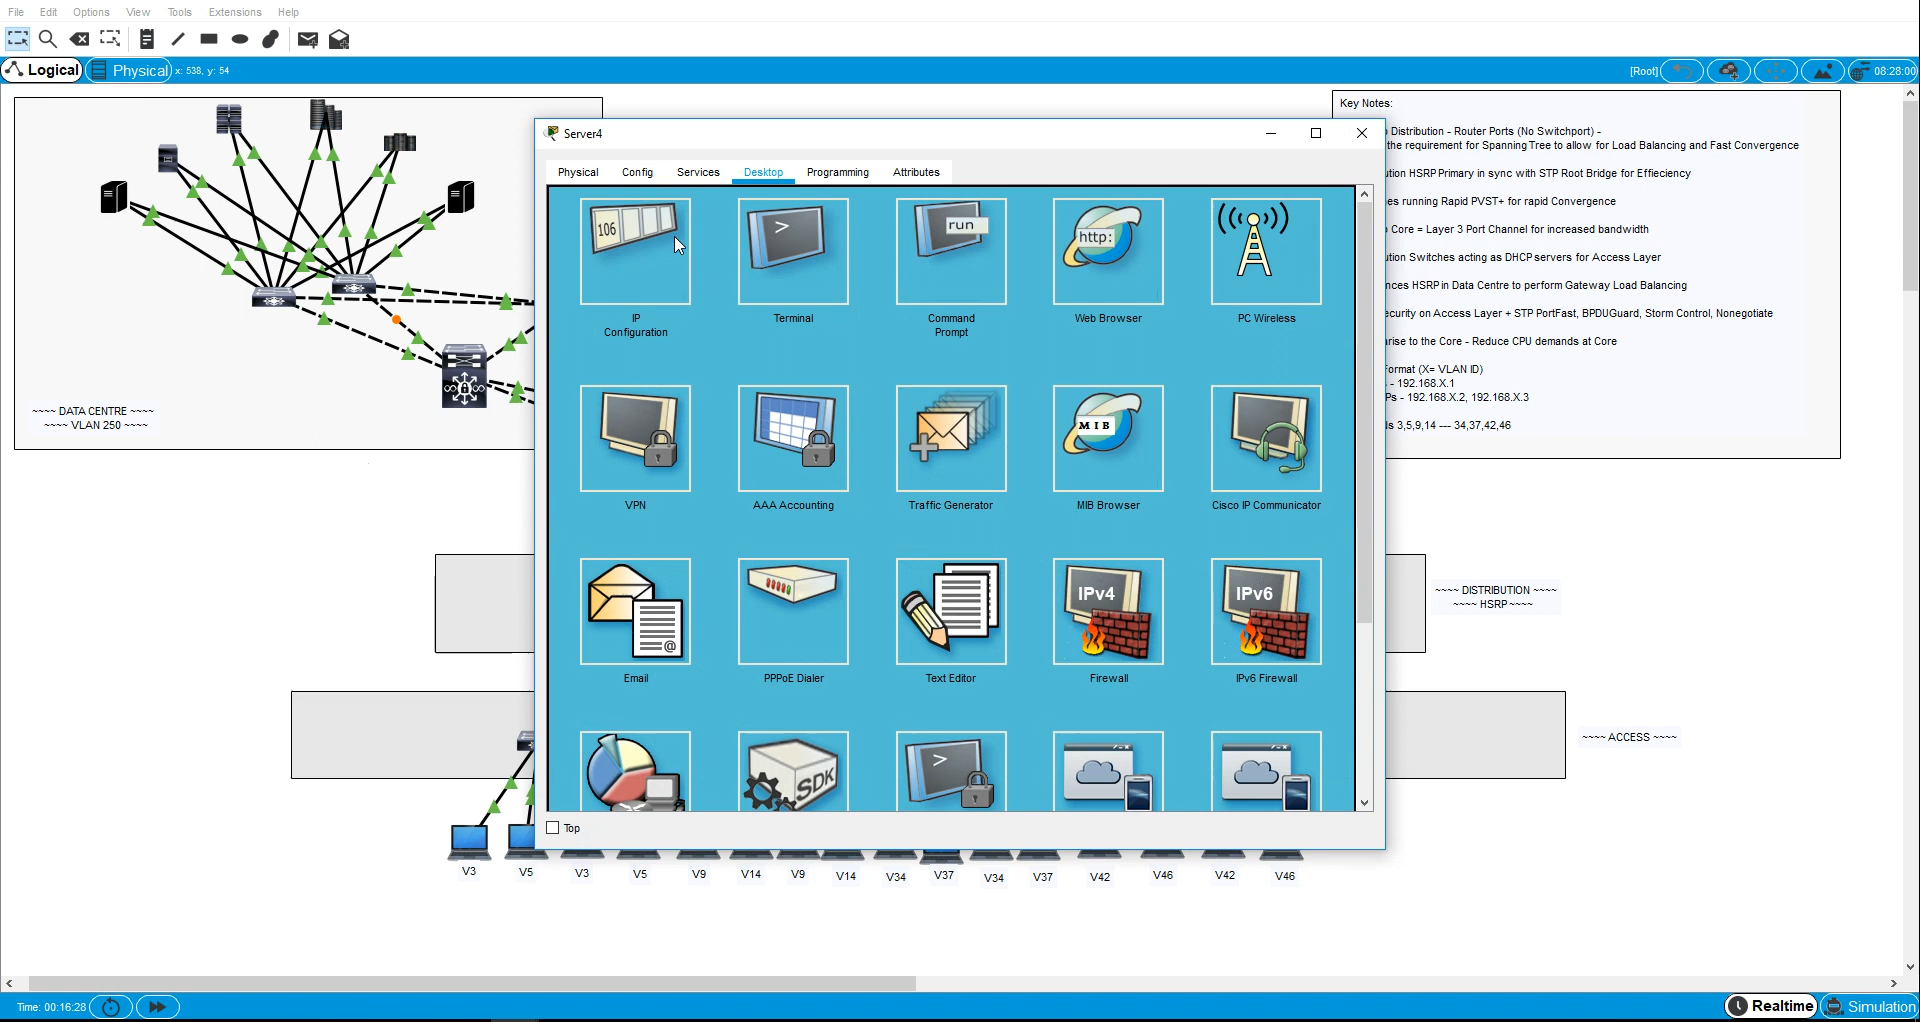 File Edit Options View Tools Extensions Help
Logical Physical x: 538, y: 54
[Root] 08:28:00
~~~~ DATA CENTRE ~~~~
~~~~ VLAN 250 ~~~~
Key Notes:
Distribution - Router Ports (No Switchport) -
the requirement for Spanning Tree to allow for Load Balancing and Fast Convergence
ution HSRP Primary in sync with STP Root Bridge for Effieciency
es running Rapid PVST+ for rapid Convergence
Core = Layer 3 Port Channel for increased bandwidth
ution Switches acting as DHCP servers for Access Layer
nces HSRP in Data Centre to perform Gateway Load Balancing
ecurity on Access Layer + STP PortFast, BPDUGuard, Storm Control, Nonegotiate
arise to the Core - Reduce CPU demands at Core
ormat (X= VLAN ID)
- 192.168.X.1
Ps - 192.168.X.2, 192.168.X.3
ls 3,5,9,14 --- 34,37,42,46
Server4
Physical Config Services Desktop Programming Attributes
106
>
run
http:
IP
Configuration
Terminal
Command
Prompt
Web Browser
PC Wireless
MIB
VPN
AAA Accounting
Traffic Generator
MIB Browser
Cisco IP Communicator
@
IPv4
IPv6
Email
PPPoE Dialer
Text Editor
Firewall
IPv6 Firewall
SDK
>
Top
~~~~ DISTRIBUTION ~~~~
~~~~ HSRP ~~~~
~~~~ ACCESS ~~~~
V3 V5 V3 V5 V9 V14 V9 V14 V34 V37 V34 V37 V42 V46 V42 V46
Time: 00:16:28
Realtime Simulation